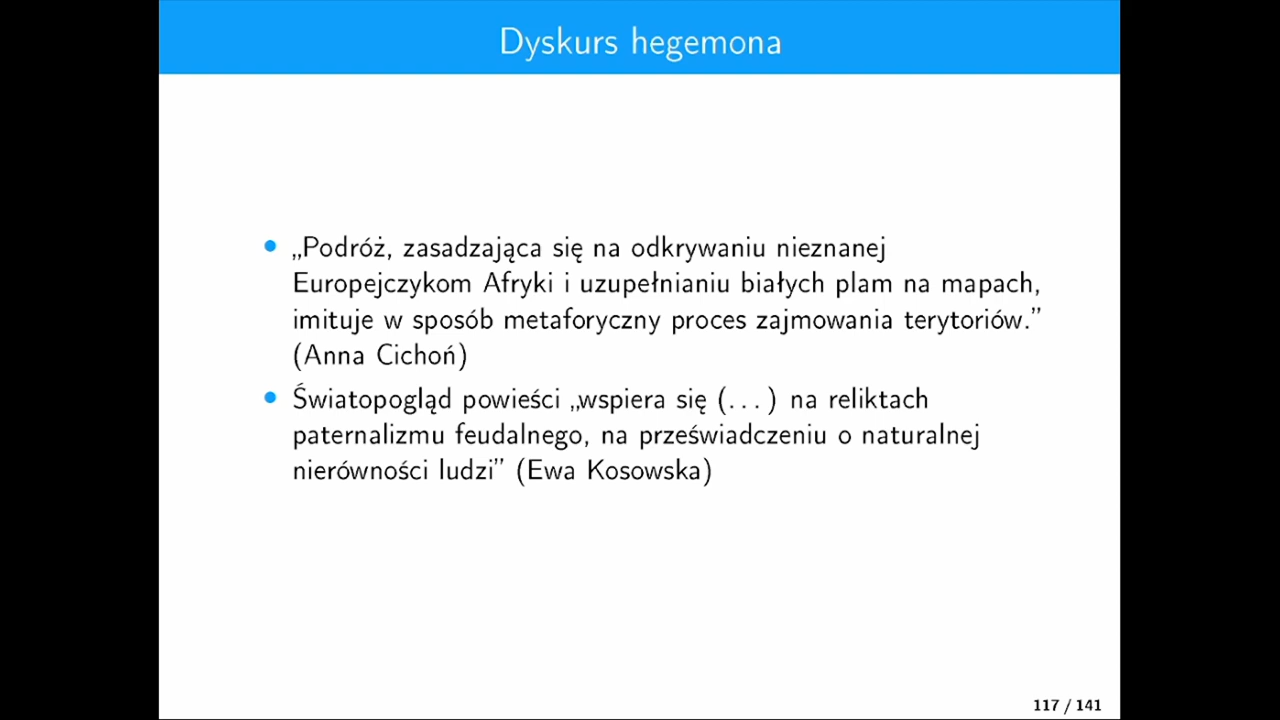 Dyskurs hegemona
• „Podróż, zasadzająca się na odkrywaniu nieznanej
Europejczykom Afryki i uzupełnianiu białych plam na mapach,
imituje w sposób metaforyczny proces zajmowania terytoriów.”
(Anna Cichoń)
• Światopogląd powieści „wspiera się (...) na reliktach
paternalizmu feudalnego, na przeświadczeniu o naturalnej
nierówności ludzi” (Ewa Kosowska)
117 / 141